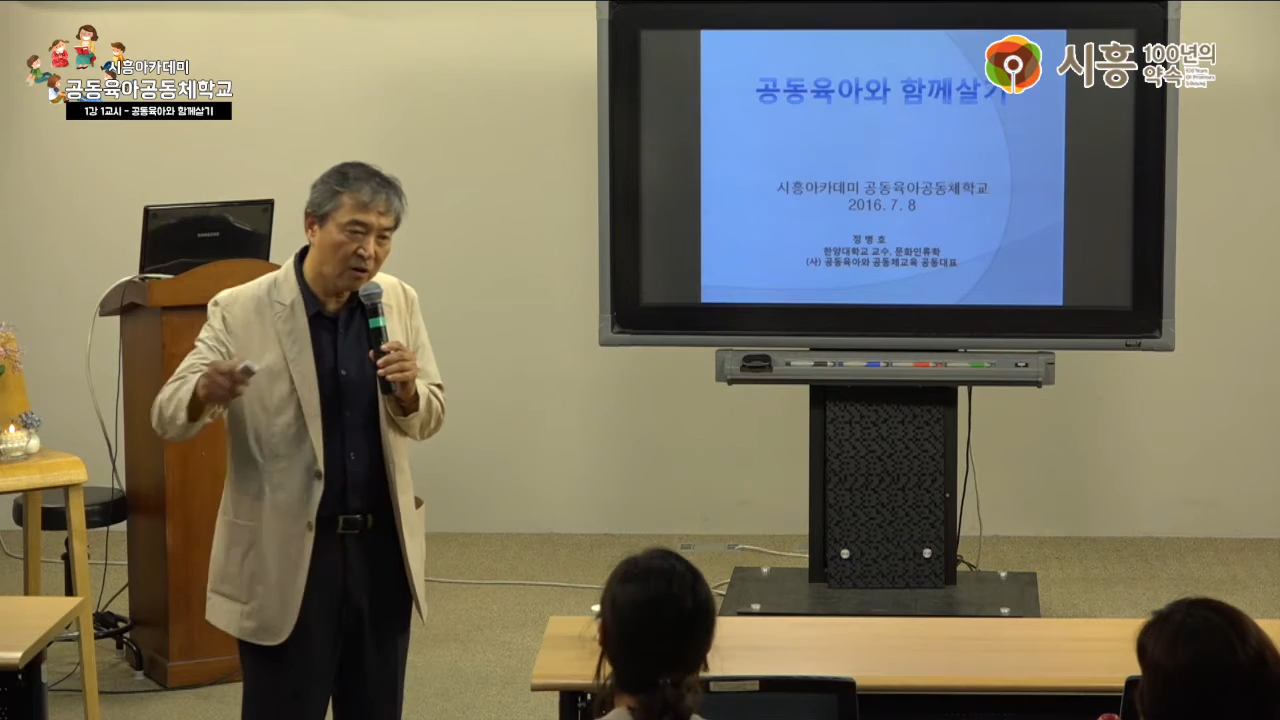 시흥아카데미
공동육아공동체학교
1강 1교시 - 공동육아와 함께살기
시흥
100년의
약속
공동육아와 함께살기
시흥아카데미 공동육아공동체학교
2016. 7. 8
정 병 호
한양대학교 교수, 문화인류학
(사) 공동육아와 공동체교육 공동대표
SAMSUNG